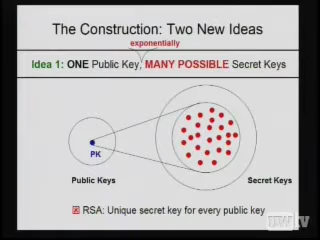 The Construction: Two New Ideas
exponentially
Idea 1: ONE Public Key, MANY POSSIBLE Secret Keys
PK
Public Keys
Secret Keys
RSA: Unique secret key for every public key